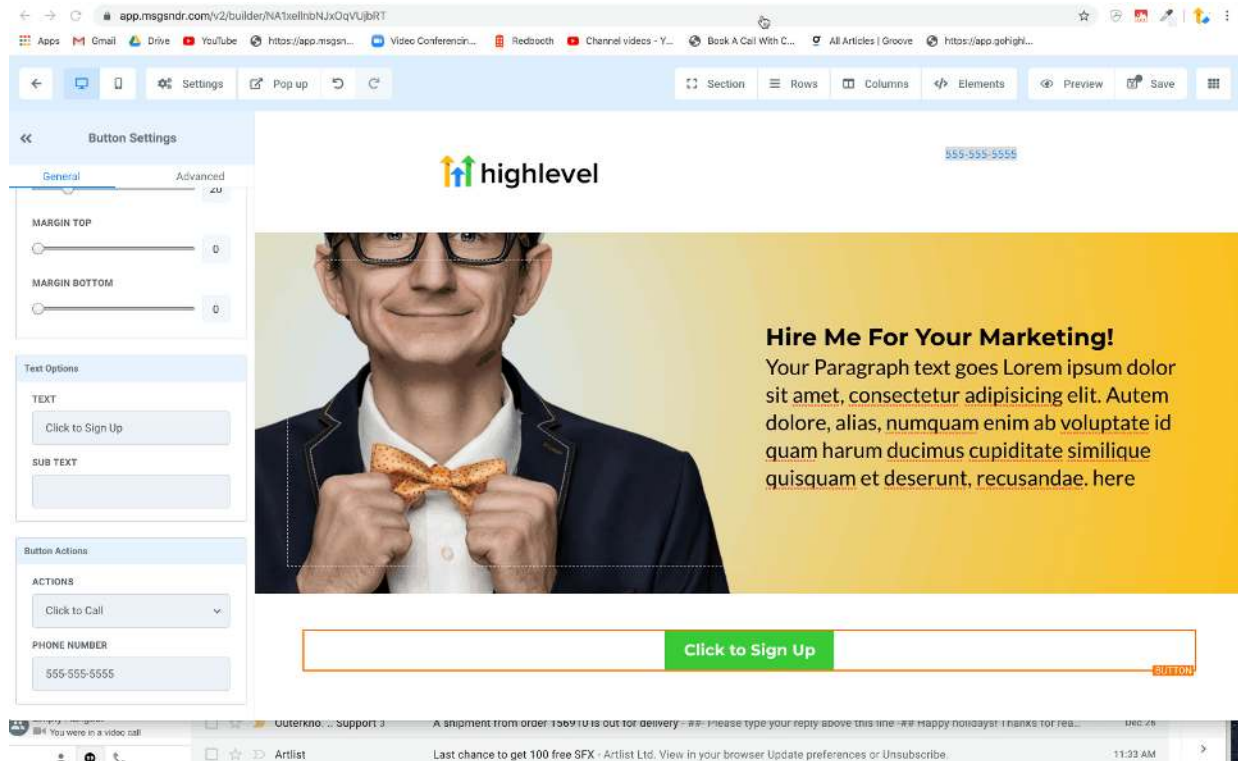 app.msgsndr.com/v2/builder/NA1xellnbNJxOqVUjbRT
Apps Gmail Drive YouTube https://app.msgsn... Video Conferencin... Redbooth Channel videos - Y... Book A Call With C... All Articles | Groove https://app.gohighl...
Settings Pop up Section Rows Columns Elements Preview Save
Button Settings
General Advanced
20
MARGIN TOP
0
MARGIN BOTTOM
0
Text Options
TEXT
Click to Sign Up
SUB TEXT
Button Actions
ACTIONS
Click to Call
PHONE NUMBER
555-555-5555
highlevel
555-555-5555
Hire Me For Your Marketing!
Your Paragraph text goes Lorem ipsum dolor
sit amet, consectetur adipisicing elit. Autem
dolore, alias, numquam enim ab voluptate id
quam harum ducimus cupiditate similique
quisquam et deserunt, recusandae. here
Click to Sign Up
BUTTON
You were in a video call
Outerkno. .. Support 3 A shipment from order 156910 is out for delivery - ##- Please type your reply above this line -## Happy holidays! Thanks for rea... Dec 26
Artlist Last chance to get 100 free SFX - Artlist Ltd. View in your browser Update preferences or Unsubscribe. 11:33 AM